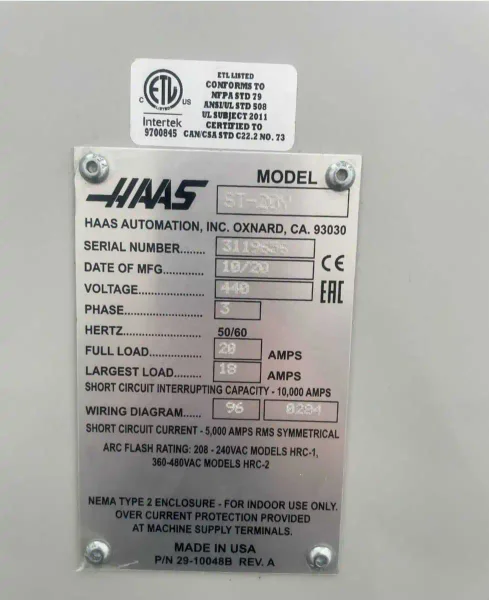 ETL LISTED
CONFORMS TO
NFPA STD 79
ANSI/UL STD 508
UL SUBJECT 2011
CERTIFIED TO
CAN/CSA STD C22.2 NO. 73
ETL
C US
Intertek
9700845
HAAS
MODEL ST-20Y
HAAS AUTOMATION, INC. OXNARD, CA. 93030
SERIAL NUMBER........
DATE OF MFG........ 10/20
VOLTAGE........ 440
CE
EAC
PHASE........ 3
HERTZ 50/60
FULL LOAD........ 20 AMPS
LARGEST LOAD........ 18 AMPS
SHORT CIRCUIT INTERRUPTING CAPACITY - 10,000 AMPS
WIRING DIAGRAM....... 96
SHORT CIRCUIT CURRENT - 5,000 AMPS RMS SYMMETRICAL
ARC FLASH RATING: 208 - 240VAC MODELS HRC-1,
360-480VAC MODELS HRC-2
NEMA TYPE 2 ENCLOSURE - FOR INDOOR USE ONLY.
OVER CURRENT PROTECTION PROVIDED
AT MACHINE SUPPLY TERMINALS.
MADE IN USA
P/N 29-10048B REV. A